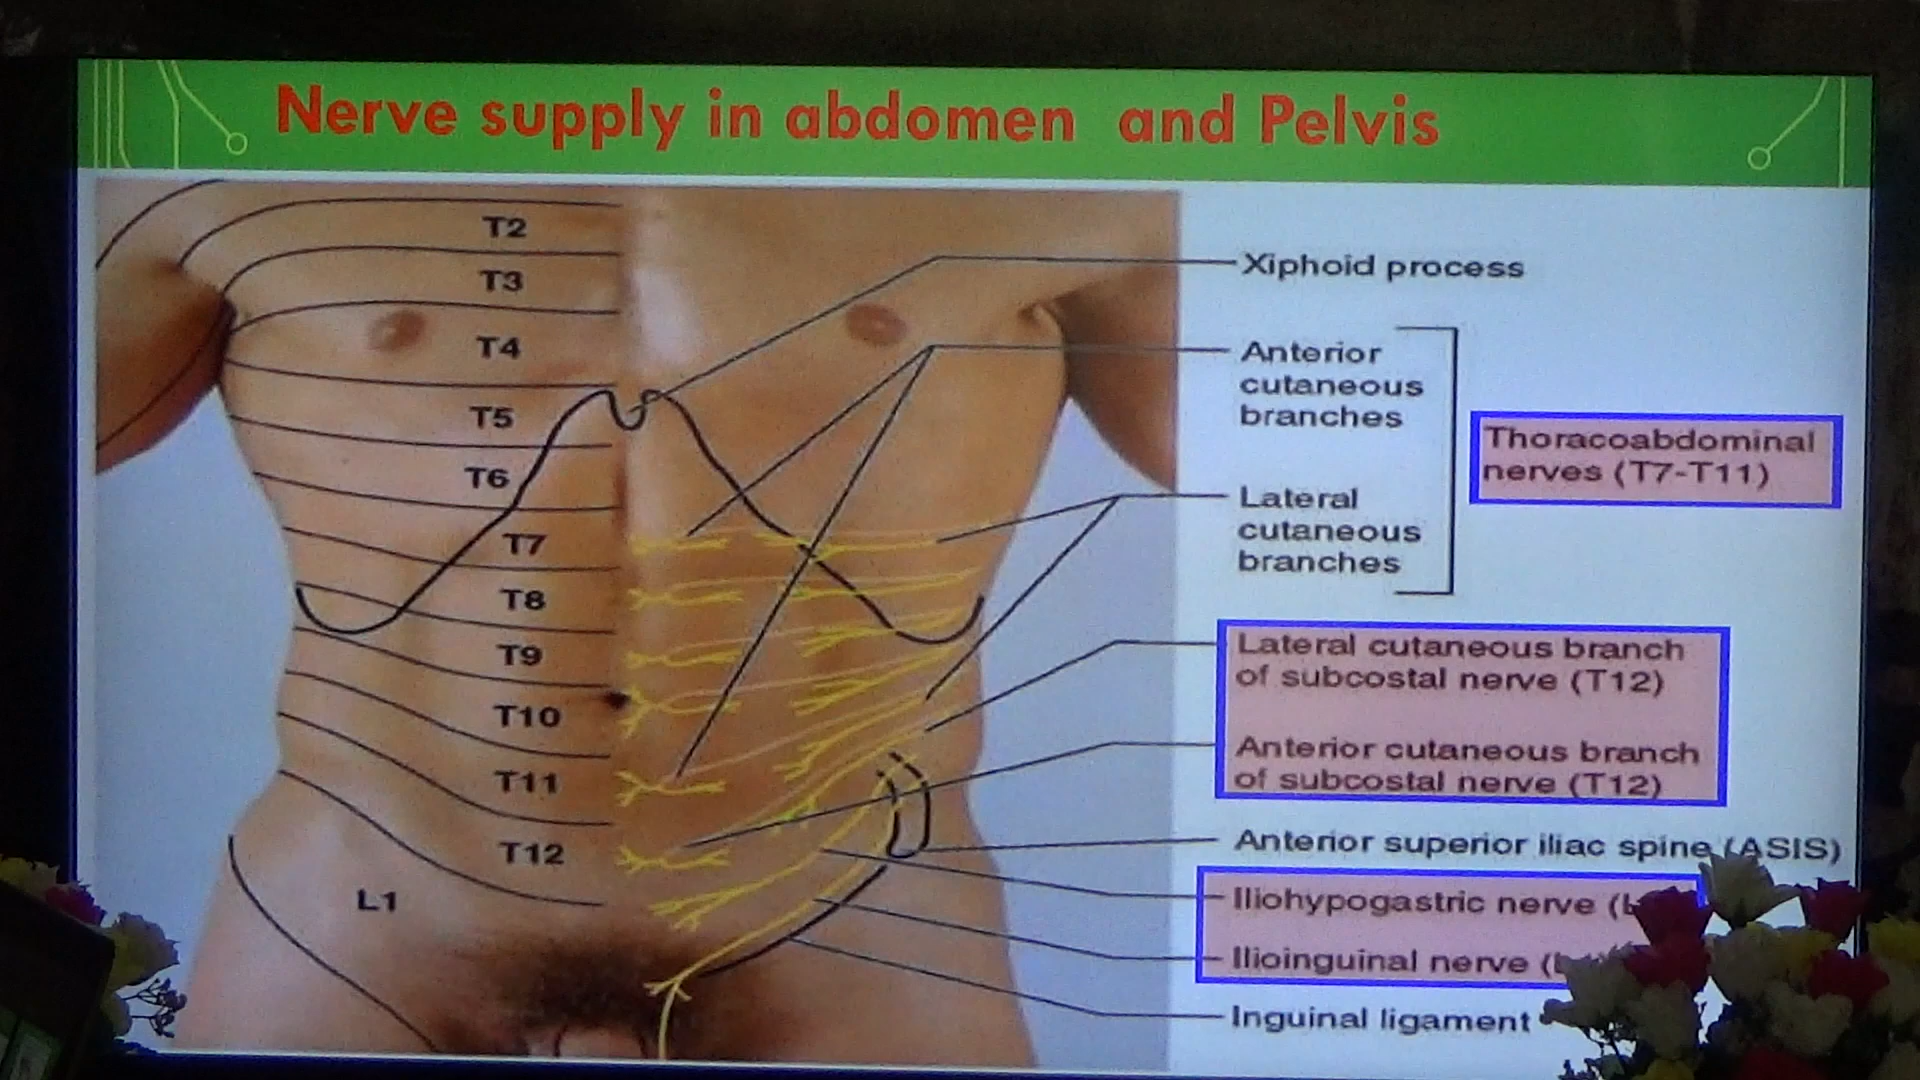 Nerve supply in abdomen and Pelvis
T2
T3
T4
T5
T6
T7
T8
T9
T10
T11
T12
L1
Xiphoid process
Anterior
cutaneous
branches
Lateral
cutaneous
branches
Thoracoabdominal
nerves (T7-T11)
Lateral cutaneous branch
of subcostal nerve (T12)
Anterior cutaneous branch
of subcostal nerve (T12)
Anterior superior iliac spine (ASIS)
Iliohypogastric nerve
Ilioinguinal nerve
Inguinal ligament